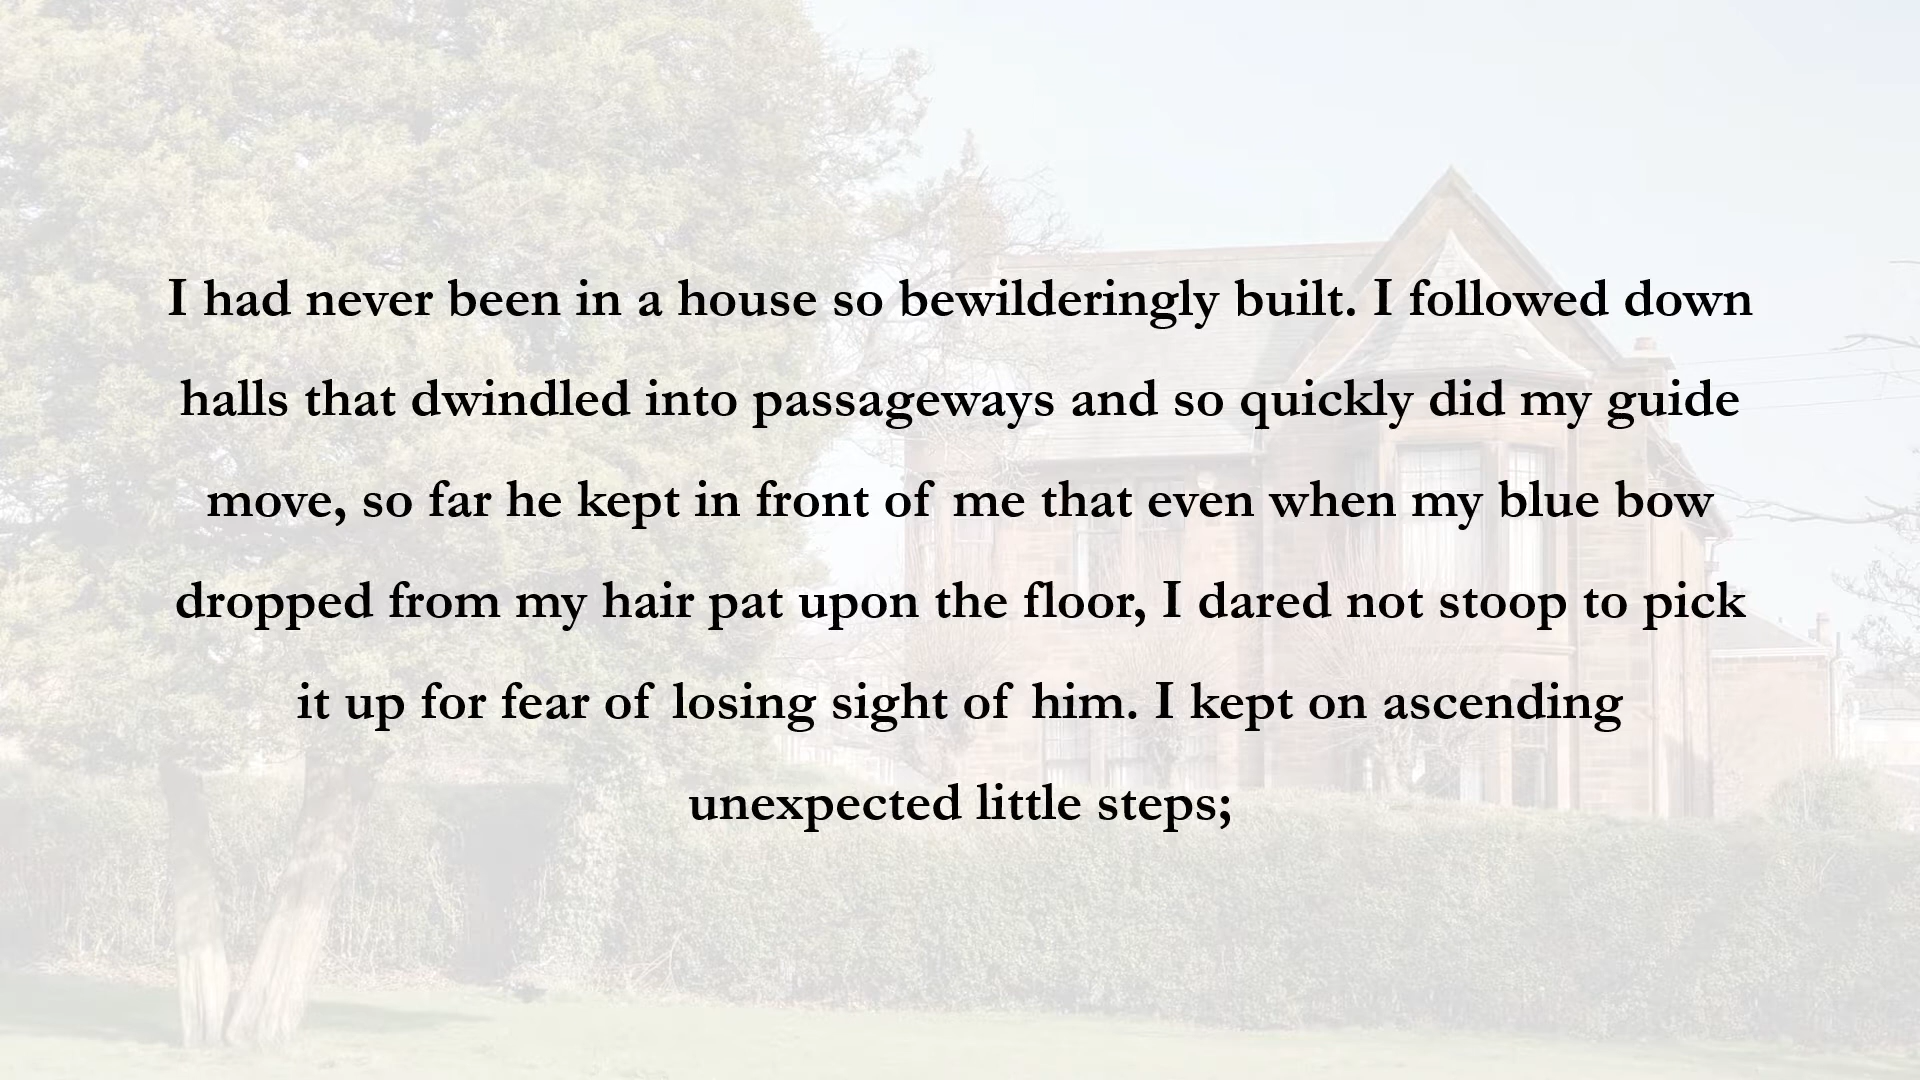 I had never been in a house so bewilderingly built. I followed down
halls that dwindled into passageways and so quickly did my guide
move, so far he kept in front of me that even when my blue bow
dropped from my hair pat upon the floor, I dared not stoop to pick
it up for fear of losing sight of him. I kept on ascending
unexpected little steps;